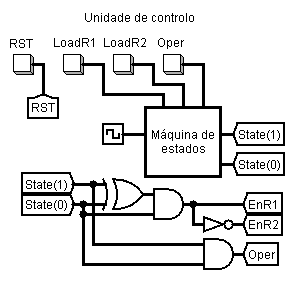 Unidade de controlo
RST LoadR1 LoadR2 Oper
RST
Máquina de
estados
State(1)
State(0)
State(1)
State(0)
EnR1
EnR2
Oper